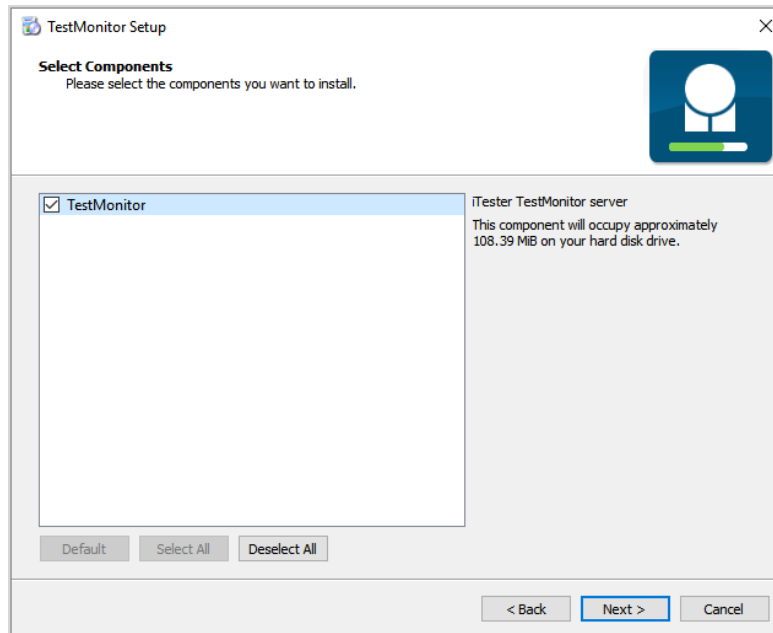 TestMonitor Setup
Select Components
Please select the components you want to install.
TestMonitor
iTester TestMonitor server
This component will occupy approximately
108.39 MiB on your hard disk drive.
Default
Select All
Deselect All
< Back
Next >
Cancel